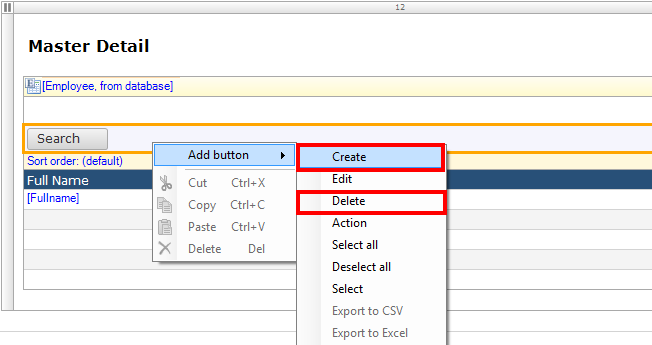 12
Master Detail
[Employee, from database]
Search
Sort order: (default)
Full Name
[Fullname]
Add button
Cut Ctrl+X
Copy Ctrl+C
Paste Ctrl+V
Delete Del
Create
Edit
Delete
Action
Select all
Deselect all
Select
Export to CSV
Export to Excel